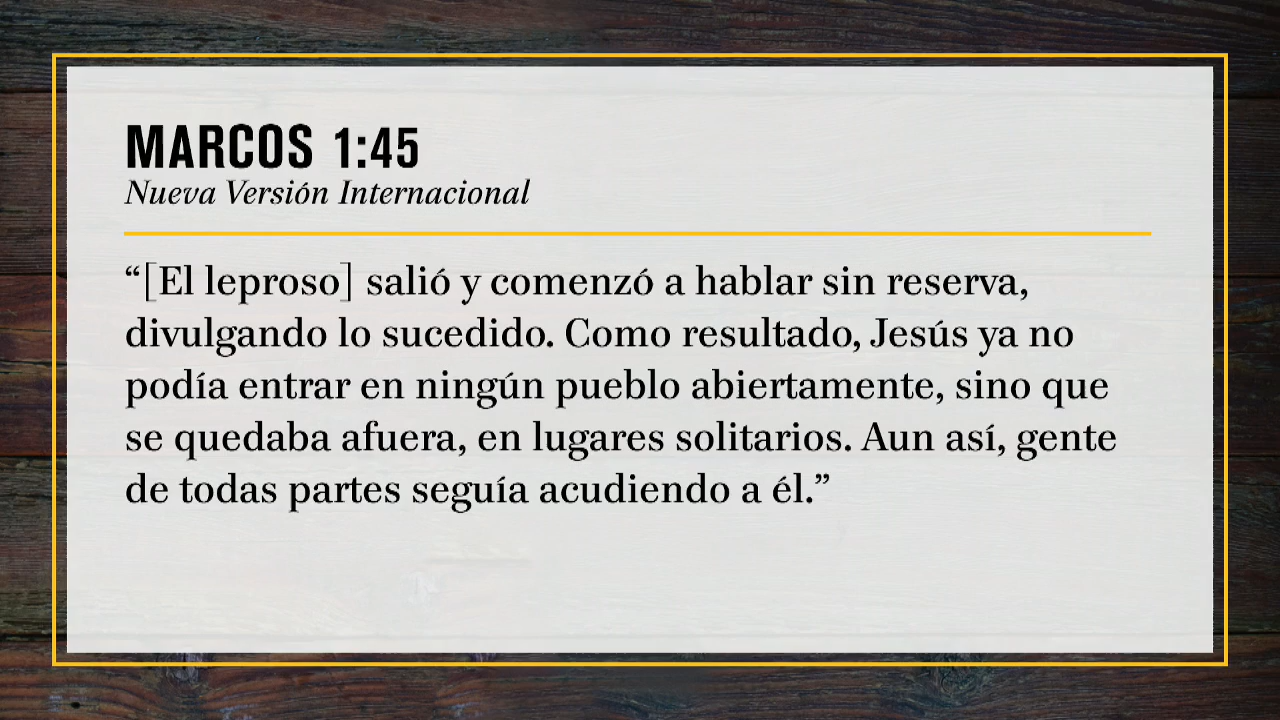 MARCOS 1:45
Nueva Versión Internacional
“[El leproso] salió y comenzó a hablar sin reserva,
divulgando lo sucedido. Como resultado, Jesús ya no
podía entrar en ningún pueblo abiertamente, sino que
se quedaba afuera, en lugares solitarios. Aun así, gente
de todas partes seguía acudiendo a él.”